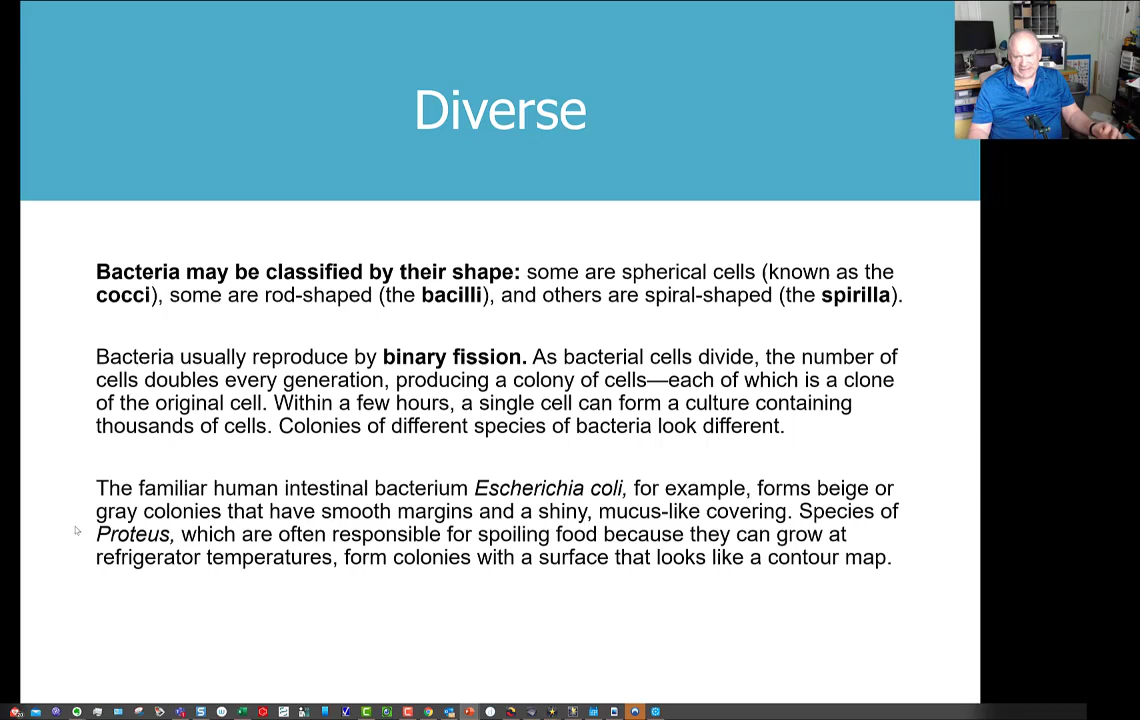 Diverse
Bacteria may be classified by their shape: some are spherical cells (known as the
cocci), some are rod-shaped (the bacilli), and others are spiral-shaped (the spirilla).
Bacteria usually reproduce by binary fission. As bacterial cells divide, the number of
cells doubles every generation, producing a colony of cells—each of which is a clone
of the original cell. Within a few hours, a single cell can form a culture containing
thousands of cells. Colonies of different species of bacteria look different.
The familiar human intestinal bacterium Escherichia coli, for example, forms beige or
gray colonies that have smooth margins and a shiny, mucus-like covering. Species of
Proteus, which are often responsible for spoiling food because they can grow at
refrigerator temperatures, form colonies with a surface that looks like a contour map.